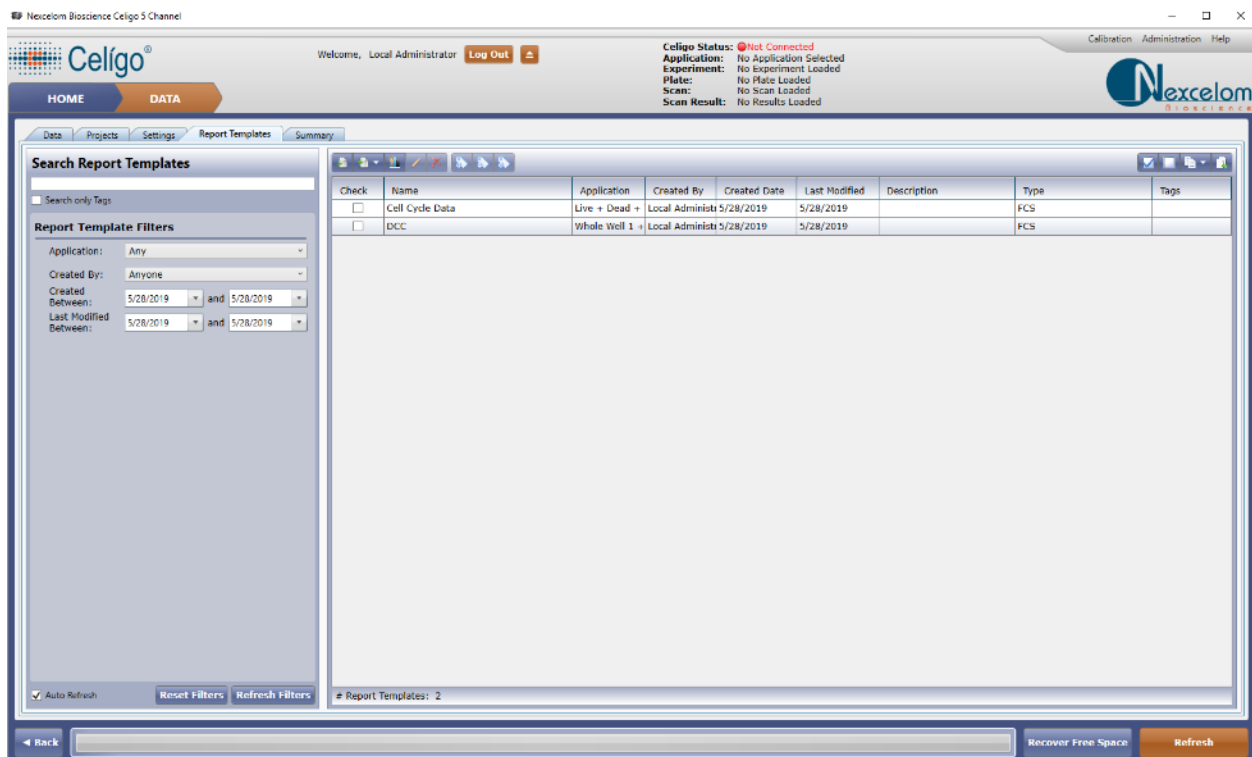 Nexcelom Bioscience Celigo 5 Channel
Celígo®
Welcome, Local Administrator Log Out
Celigo Status: Not Connected
Application: No Application Selected
Experiment: No Experiment Loaded
Plate: No Plate Loaded
Scan: No Scan Loaded
Scan Result: No Results Loaded
Calibration Administration Help
Nexcelom
Bioscience
HOME DATA
Data Projects Settings Report Templates Summary
Search Report Templates
Search only Tags
Report Template Filters
Application: Any
Created By: Anyone
Created Between: 5/28/2019 and 5/28/2019
Last Modified Between: 5/28/2019 and 5/28/2019
Check Name Application Created By Created Date Last Modified Description Type Tags
Cell Cycle Data Live + Dead + Local Administ 5/28/2019 5/28/2019 FCS
DCC Whole Well 1 + Local Administ 5/28/2019 5/28/2019 FCS
Auto Refresh Reset Filters Refresh Filters
# Report Templates: 2
Back Recover Free Space Refresh